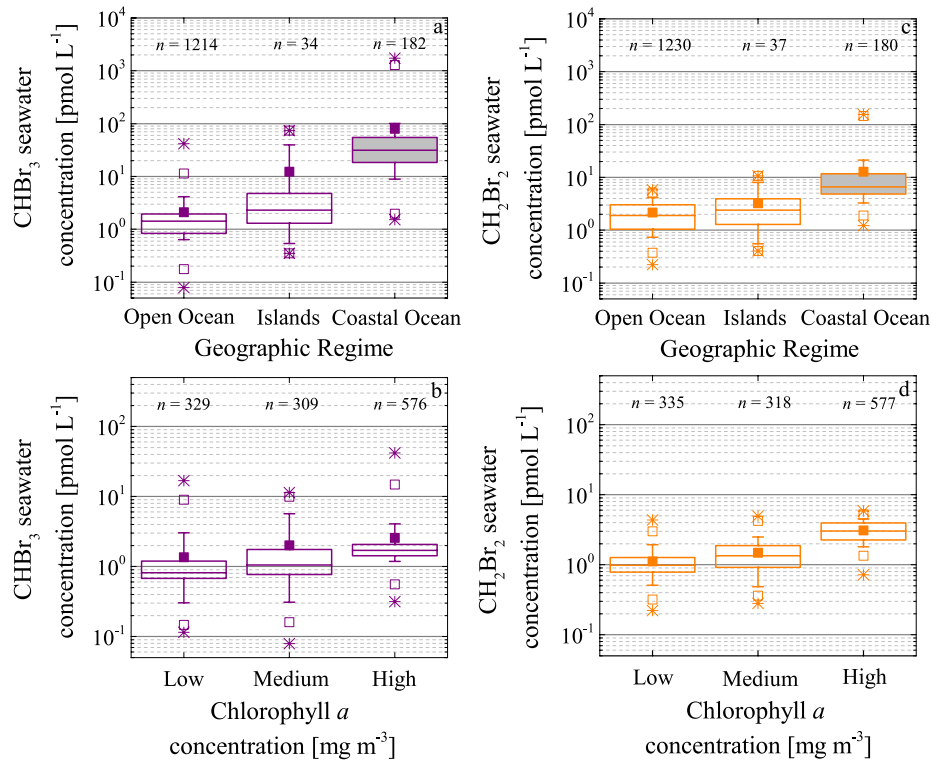 a
n = 1214 n = 34 n = 182
CHBr₃ seawater
concentration [pmol L⁻¹]
10⁴
10³
10²
10¹
10⁰
10⁻¹
Open Ocean Islands Coastal Ocean
Geographic Regime
c
n = 1230 n = 37 n = 180
CH₂Br₂ seawater
concentration [pmol L⁻¹]
10⁴
10³
10²
10¹
10⁰
10⁻¹
Open Ocean Islands Coastal Ocean
Geographic Regime
b
n = 329 n = 309 n = 576
CHBr₃ seawater
concentration [pmol L⁻¹]
10²
10¹
10⁰
10⁻¹
Low Medium High
Chlorophyll a
concentration [mg m⁻³]
d
n = 335 n = 318 n = 577
CH₂Br₂ seawater
concentration [pmol L⁻¹]
10²
10¹
10⁰
10⁻¹
Low Medium High
Chlorophyll a
concentration [mg m⁻³]